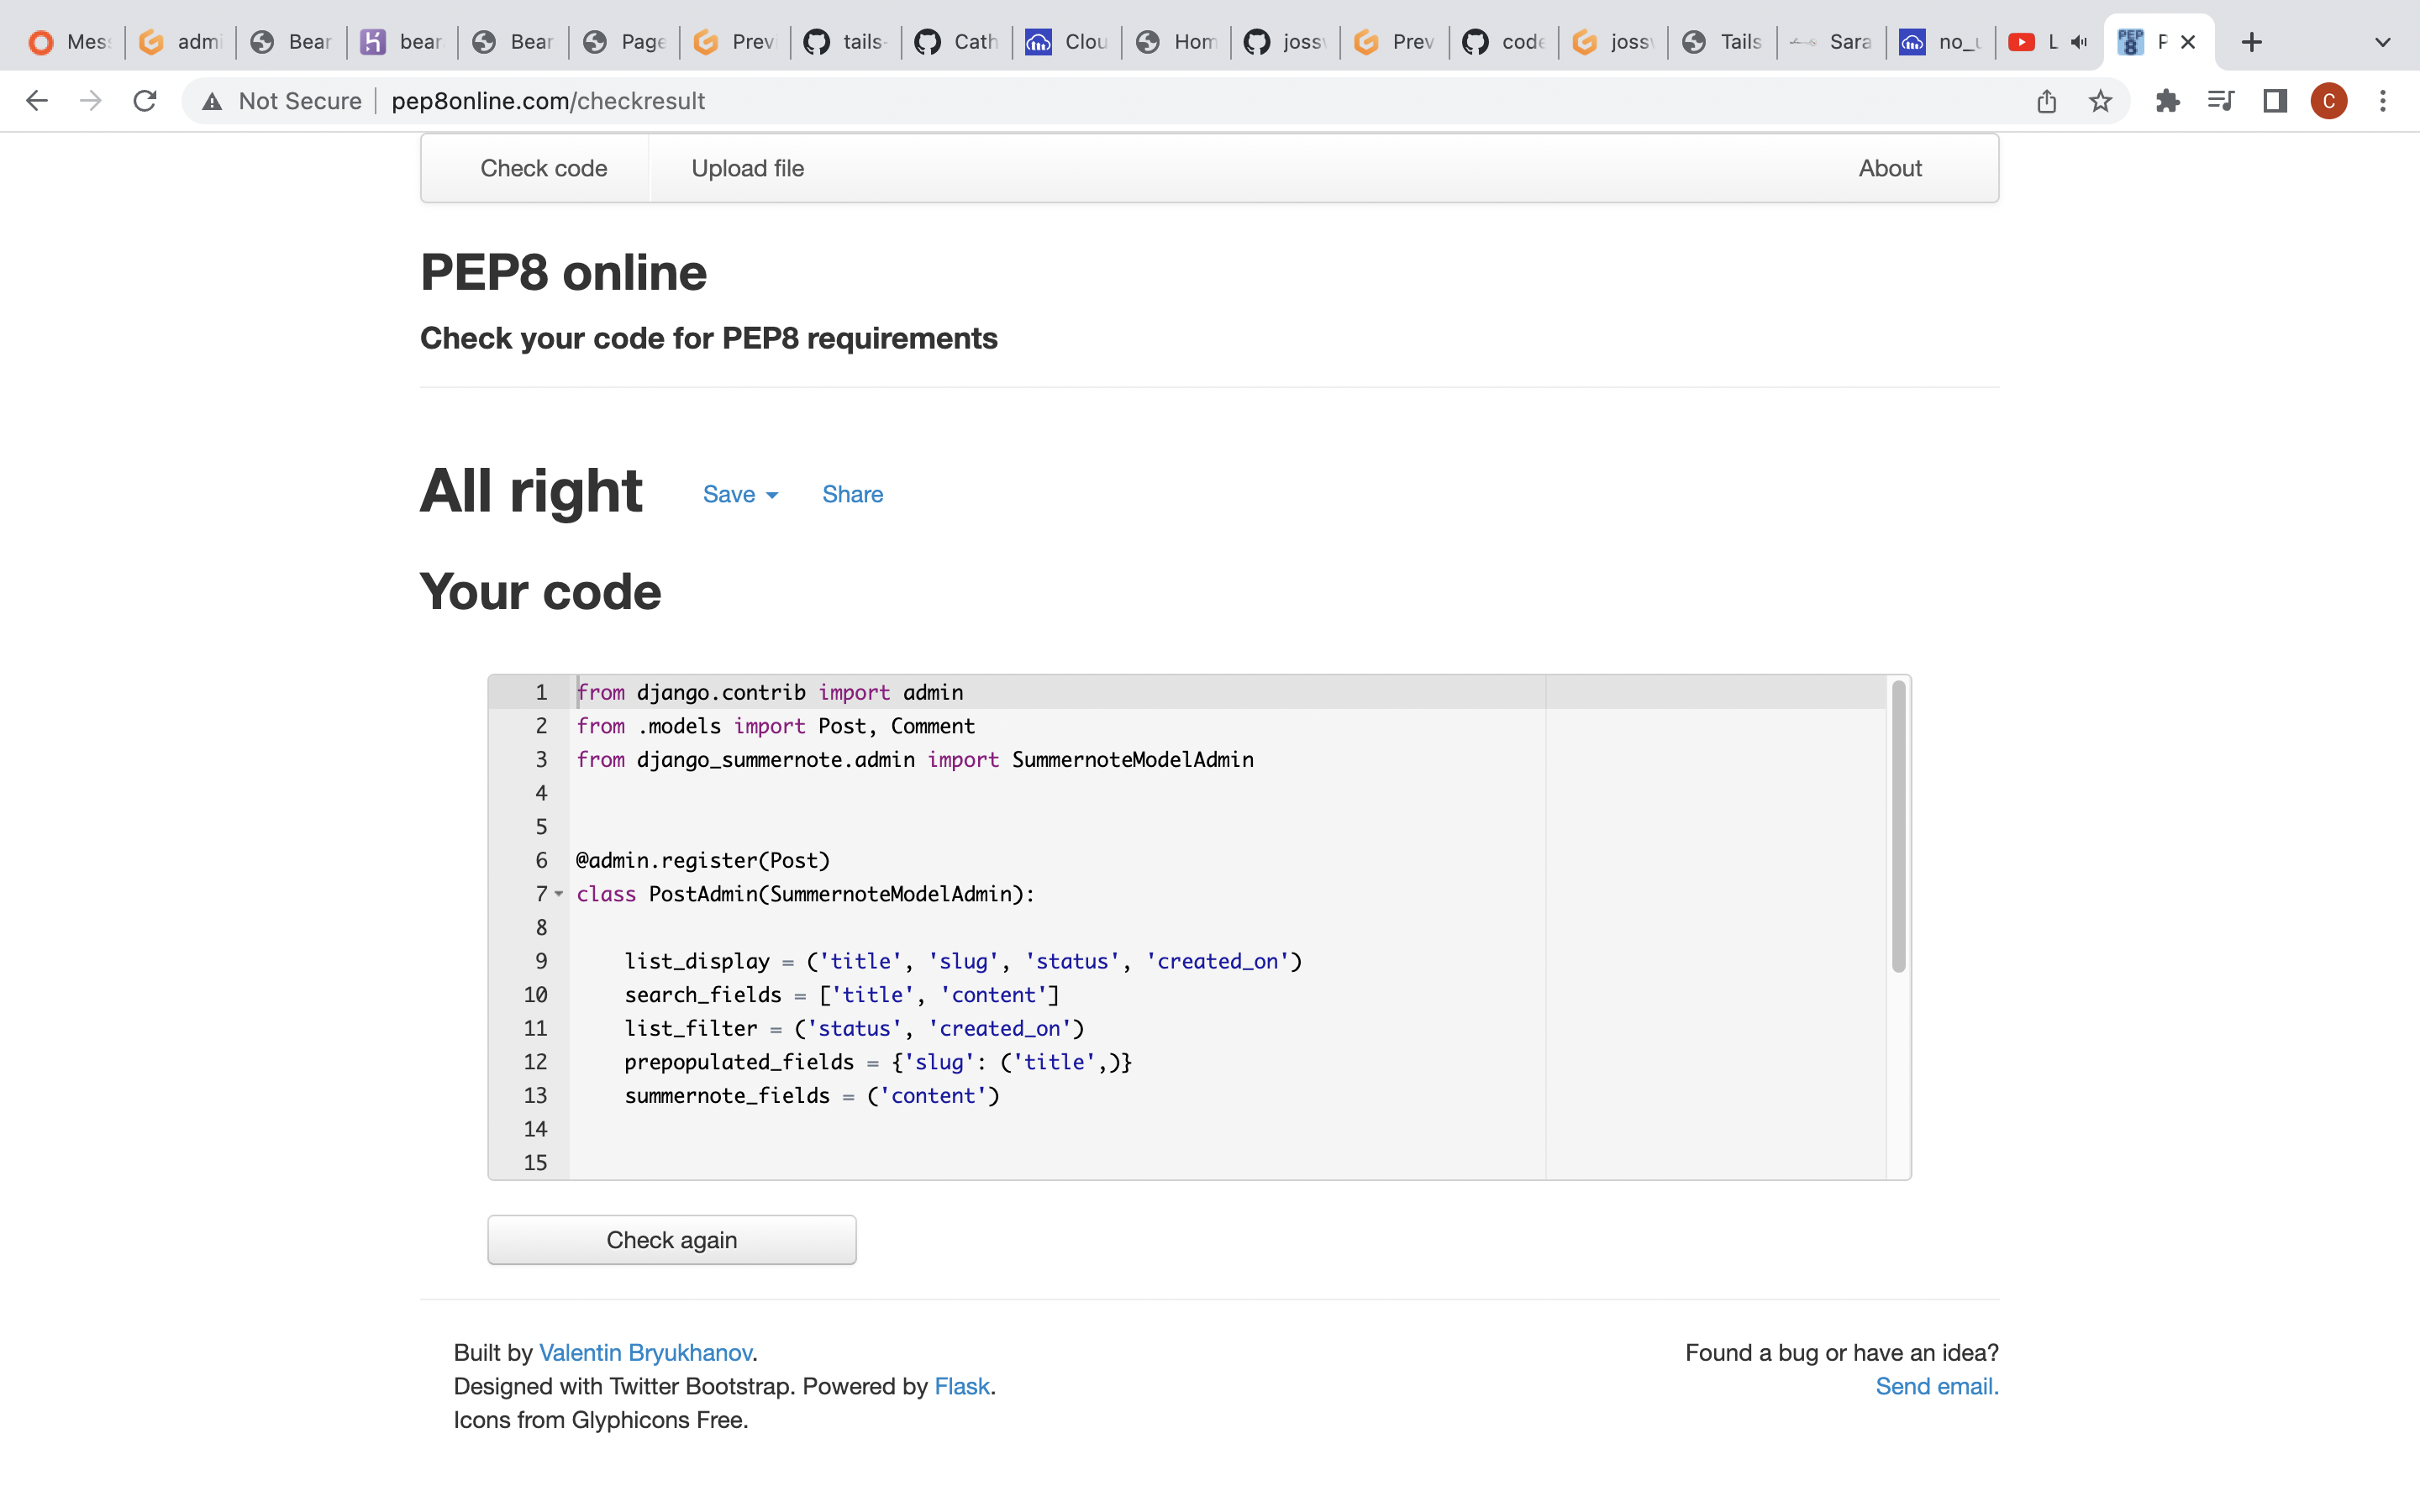 Mes
adm
Bear
bear
Bear
Page
Previ
tails-
Cath
Clou
Hom
joss
Prev
code
joss
Tails
Sara
no_u
L
PEP
8
P
Not Secure
pep8online.com/checkresult
C
Check code
Upload file
About
PEP8 online
Check your code for PEP8 requirements
All right
Save
Share
Your code
1 from django.contrib import admin
2 from .models import Post, Comment
3 from django_summernote.admin import SummernoteModelAdmin
4
5
6 @admin.register(Post)
7 class PostAdmin(SummernoteModelAdmin):
8
9 list_display = ('title', 'slug', 'status', 'created_on')
10 search_fields = ['title', 'content']
11 list_filter = ('status', 'created_on')
12 prepopulated_fields = {'slug': ('title',)}
13 summernote_fields = ('content')
14
15
Check again
Built by Valentin Bryukhanov.
Designed with Twitter Bootstrap. Powered by Flask.
Icons from Glyphicons Free.
Found a bug or have an idea?
Send email.